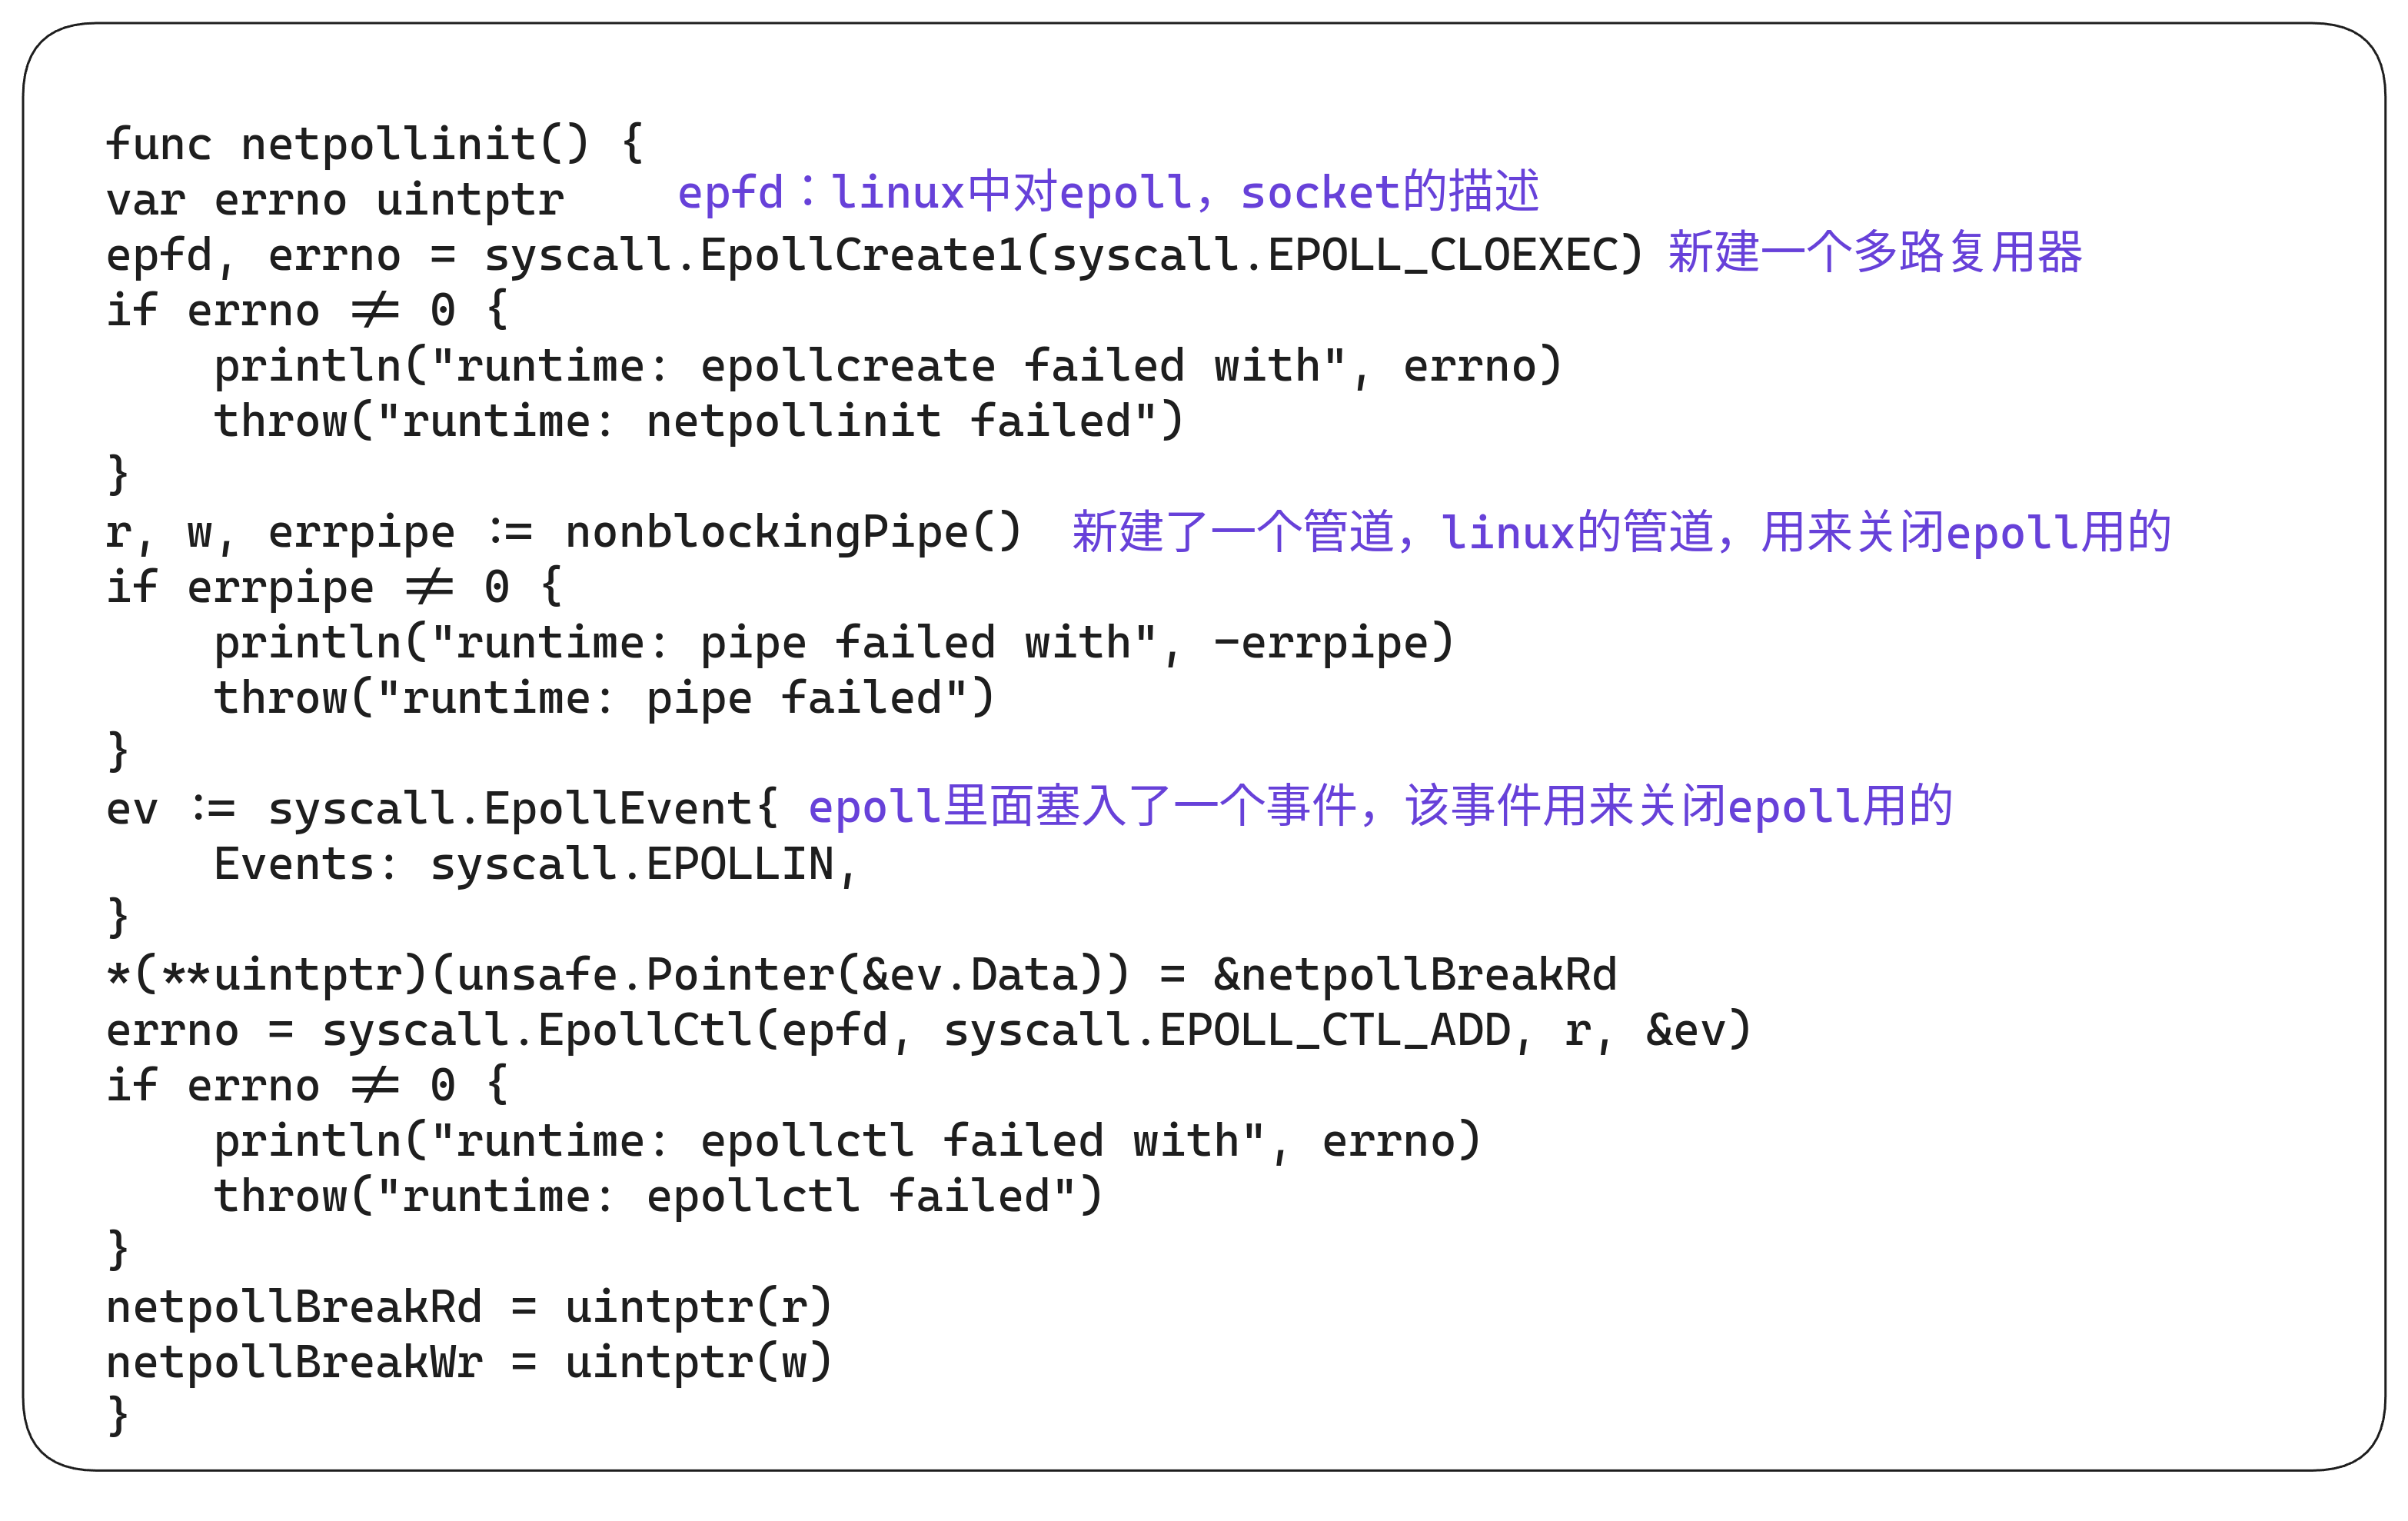 func netpollinit() {
var errno uintptr    epfd：linux中对epoll，socket的描述
epfd, errno = syscall.EpollCreate1(syscall.EPOLL_CLOEXEC) 新建一个多路复用器
if errno != 0 {
    println("runtime: epollcreate failed with", errno)
    throw("runtime: netpollinit failed")
}
r, w, errpipe := nonblockingPipe()  新建了一个管道，linux的管道，用来关闭epoll用的
if errpipe != 0 {
    println("runtime: pipe failed with", -errpipe)
    throw("runtime: pipe failed")
}
ev := syscall.EpollEvent{ epoll里面塞入了一个事件，该事件用来关闭epoll用的
    Events: syscall.EPOLLIN,
}
*(**uintptr)(unsafe.Pointer(&ev.Data)) = &netpollBreakRd
errno = syscall.EpollCtl(epfd, syscall.EPOLL_CTL_ADD, r, &ev)
if errno != 0 {
    println("runtime: epollctl failed with", errno)
    throw("runtime: epollctl failed")
}
netpollBreakRd = uintptr(r)
netpollBreakWr = uintptr(w)
}